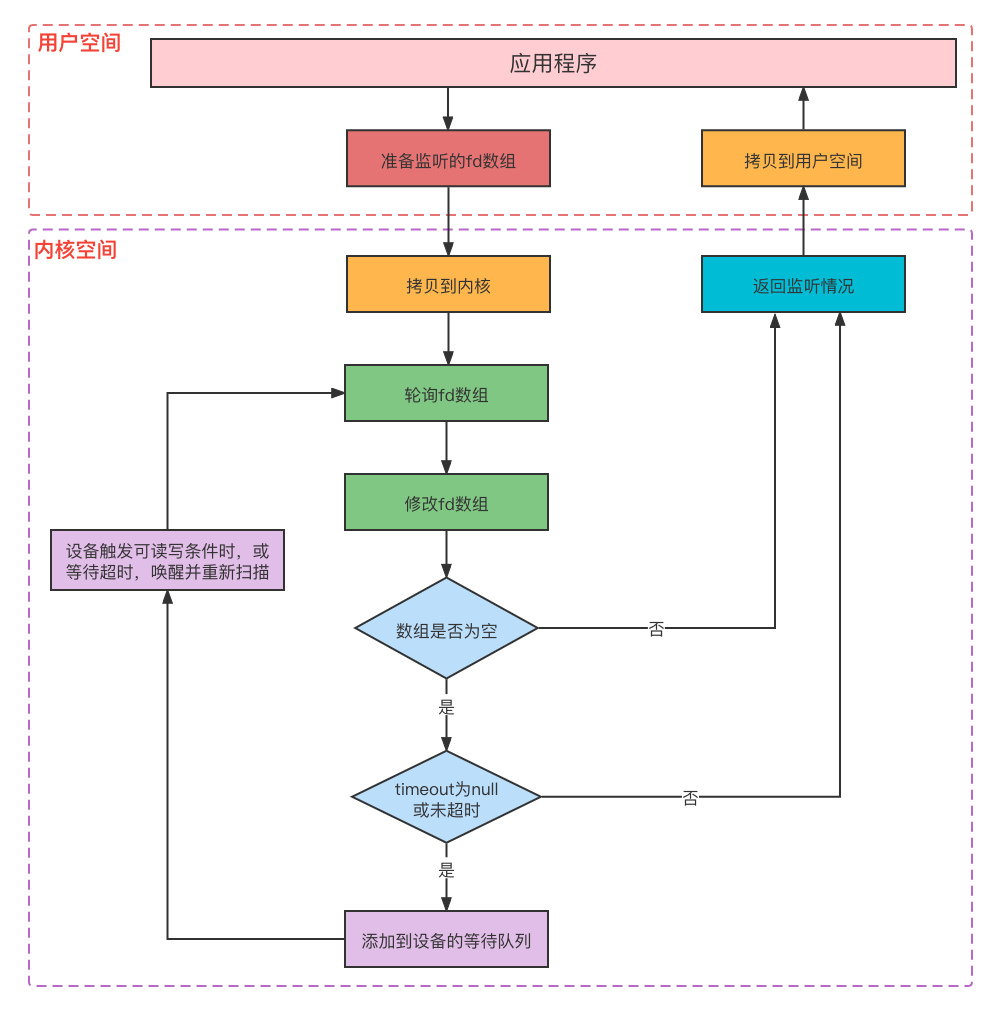 用户空间
应用程序
准备监听的fd数组
拷贝到用户空间
内核空间
拷贝到内核
返回监听情况
轮询fd数组
修改fd数组
设备触发可读写条件时，或
等待超时，唤醒并重新扫描
数组是否为空
否
是
timeout为null
或未超时
否
是
添加到设备的等待队列